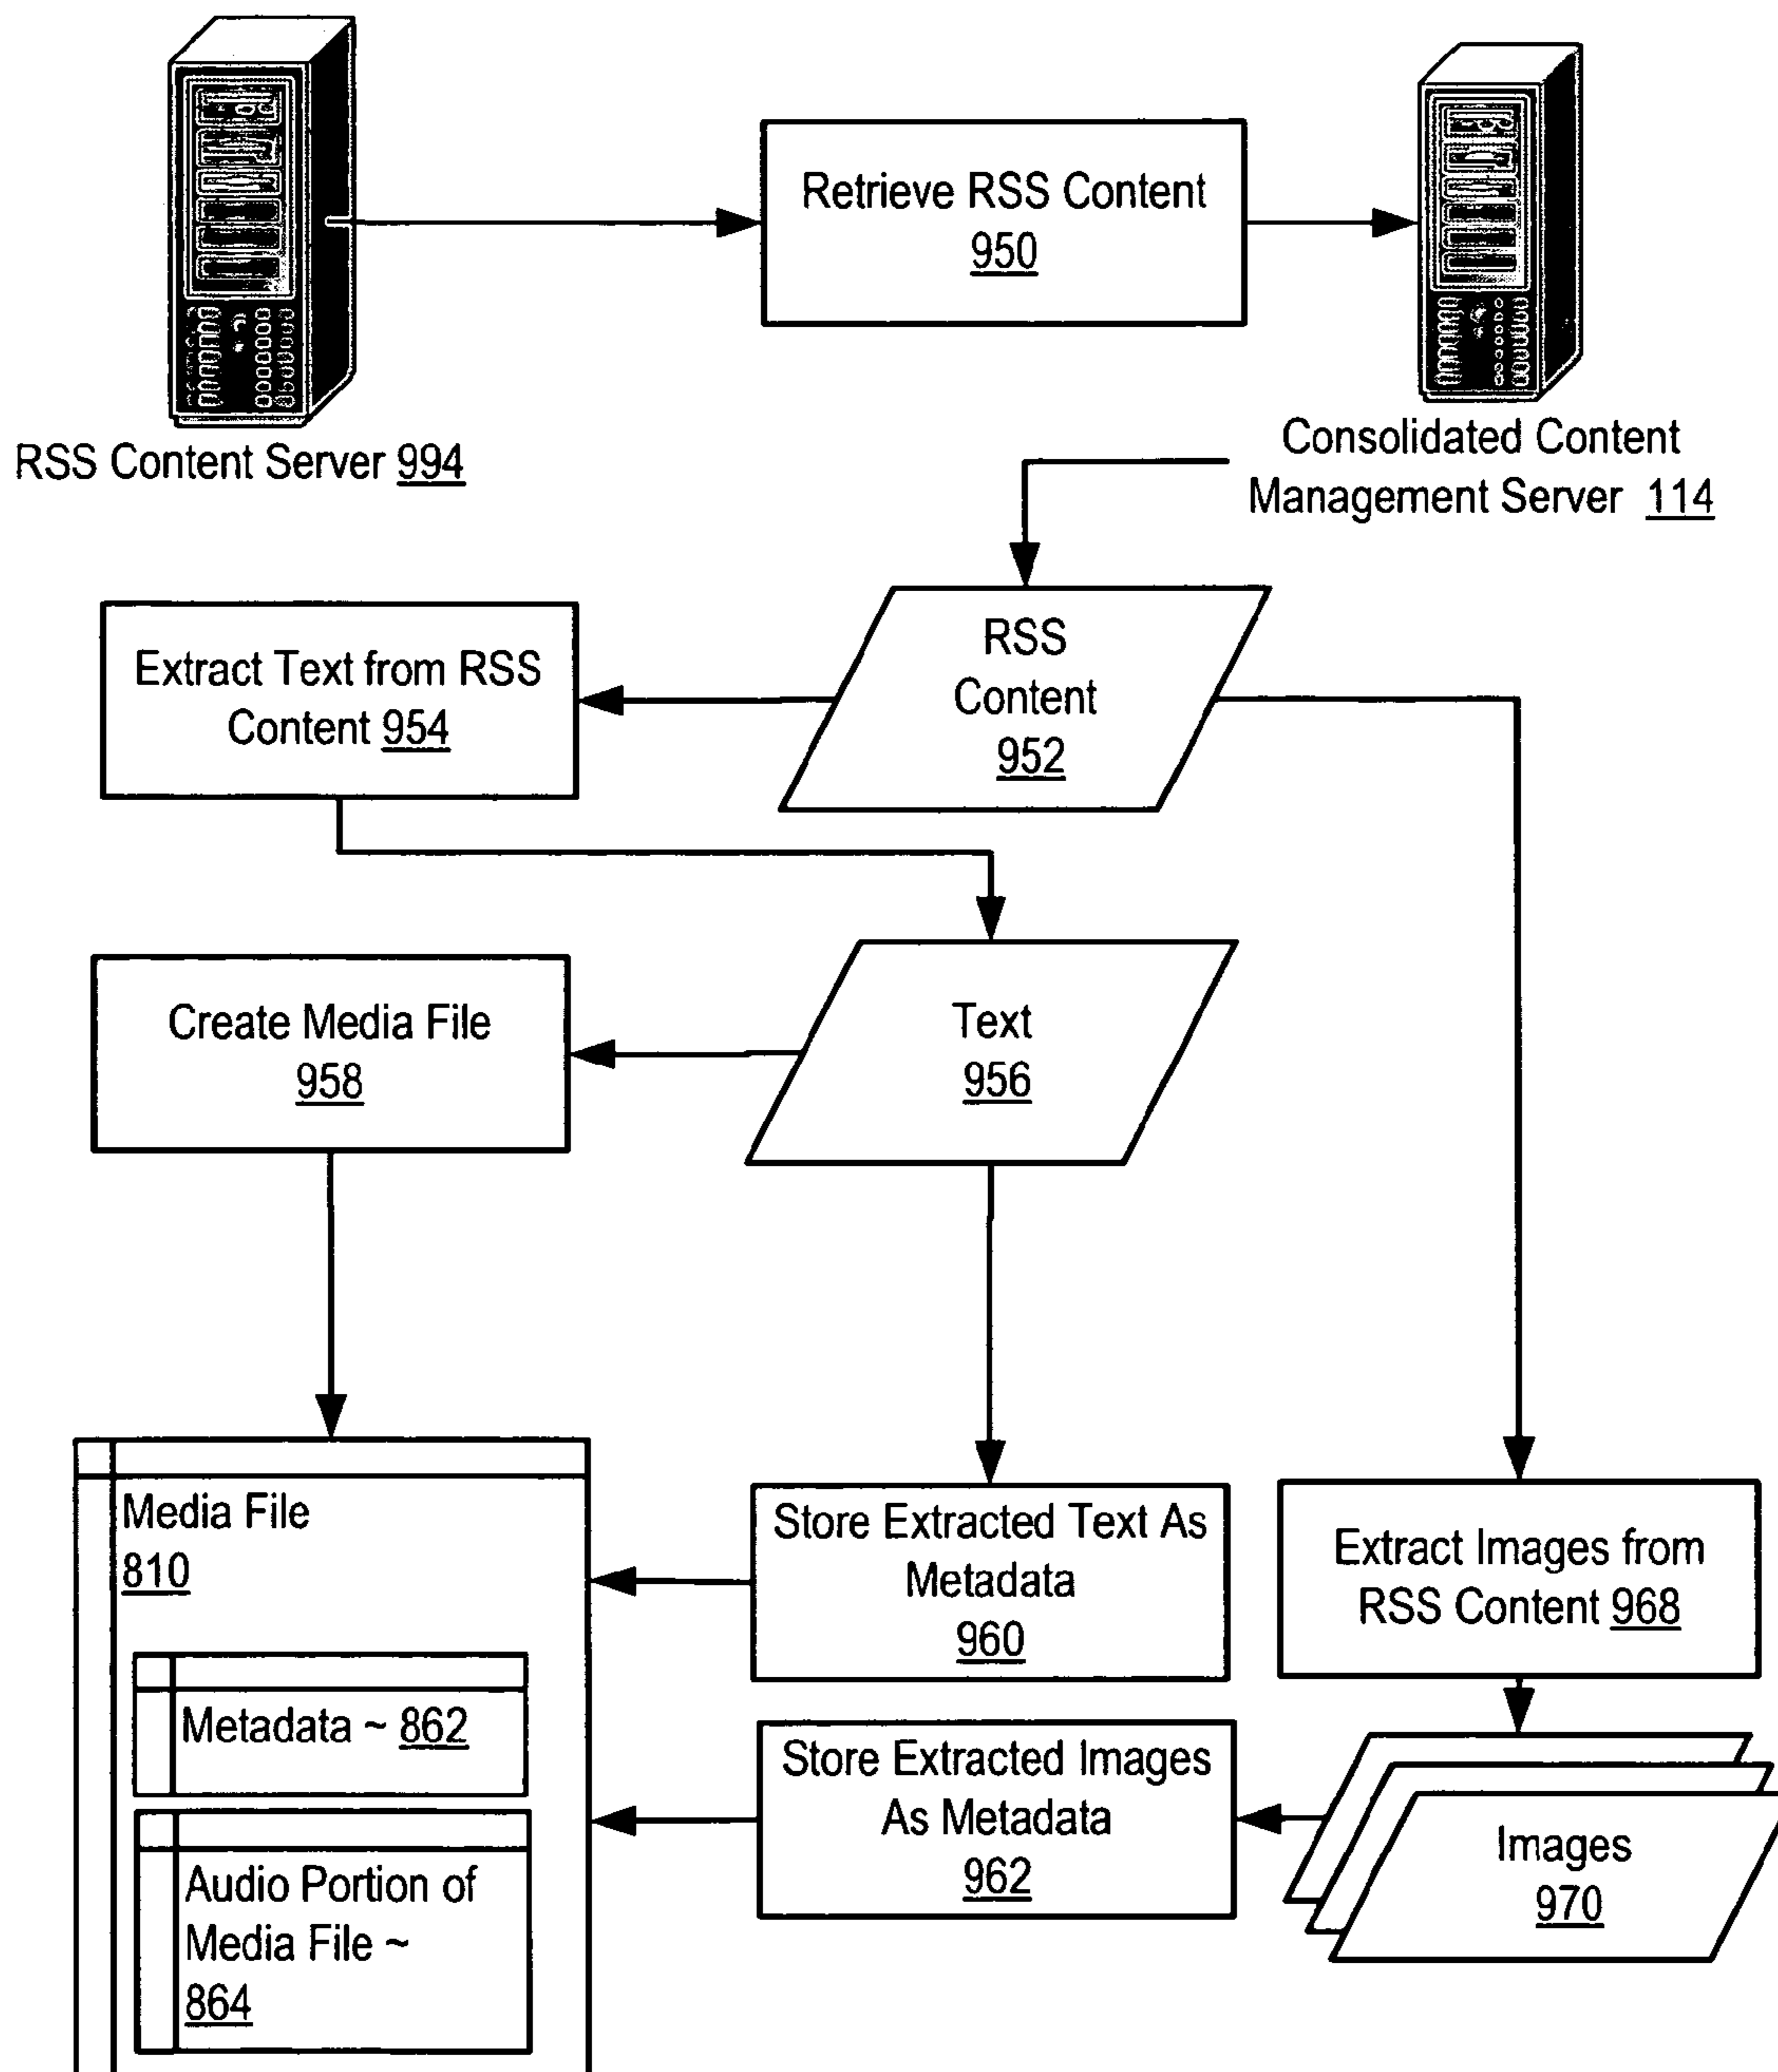 Retrieve RSS Content
950
RSS Content Server 994
Consolidated Content
Management Server 114
Extract Text from RSS
Content 954
RSS
Content
952
Create Media File
958
Text
956
Media File
810
Store Extracted Text As
Metadata
960
Extract Images from
RSS Content 968
Metadata ~ 862
Store Extracted Images
As Metadata
962
Images
970
Audio Portion of
Media File ~
864